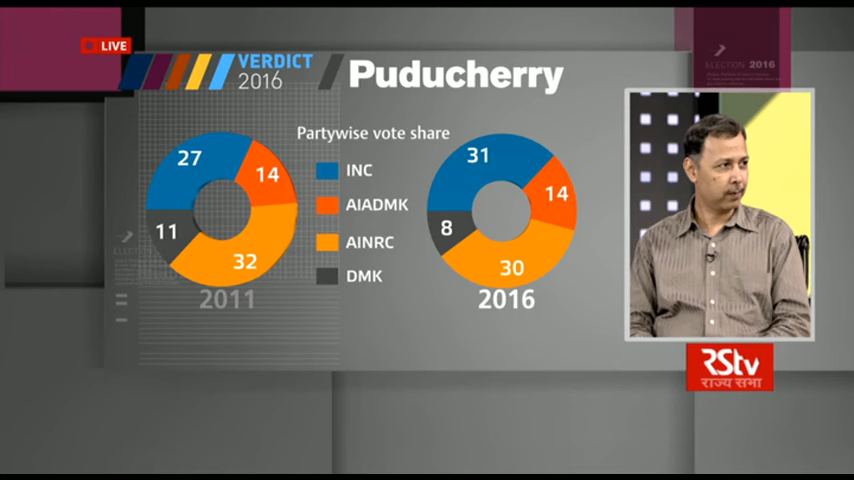 LIVE
VERDICT
2016
Puducherry
ELECTION 2016
Partywise vote share
27
14
11
32
2011
INC
AIADMK
AINRC
DMK
31
14
8
30
2016
RStv
राज्य सभा